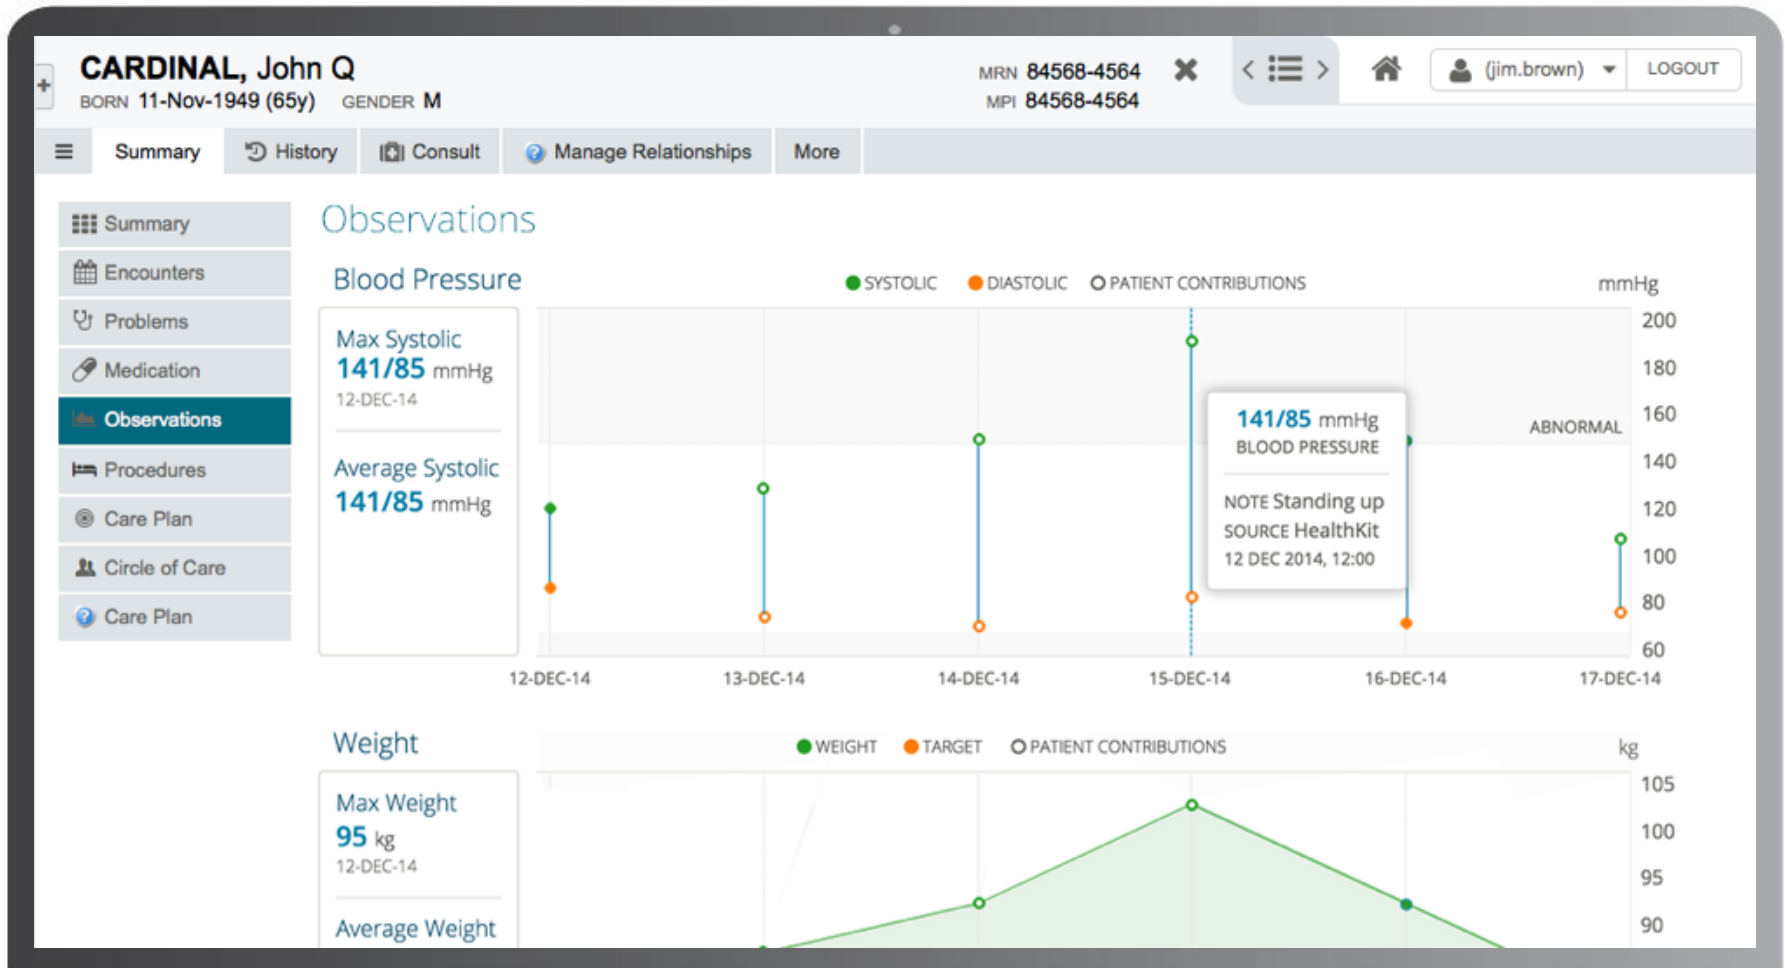 CARDINAL, John Q
BORN 11-Nov-1949 (65y) GENDER M
MRN 84568-4564
MPI 84568-4564
(jim.brown)
LOGOUT
Summary
History
Consult
Manage Relationships
More
Summary
Encounters
Problems
Medication
Observations
Procedures
Care Plan
Circle of Care
Care Plan
Observations
Blood Pressure
SYSTOLIC
DIASTOLIC
PATIENT CONTRIBUTIONS
mmHg
Max Systolic
141/85 mmHg
12-DEC-14
Average Systolic
141/85 mmHg
141/85 mmHg
BLOOD PRESSURE
NOTE Standing up
SOURCE HealthKit
12 DEC 2014, 12:00
ABNORMAL
200
180
160
140
120
100
80
60
12-DEC-14
13-DEC-14
14-DEC-14
15-DEC-14
16-DEC-14
17-DEC-14
Weight
WEIGHT
TARGET
PATIENT CONTRIBUTIONS
kg
Max Weight
95 kg
12-DEC-14
Average Weight
105
100
95
90